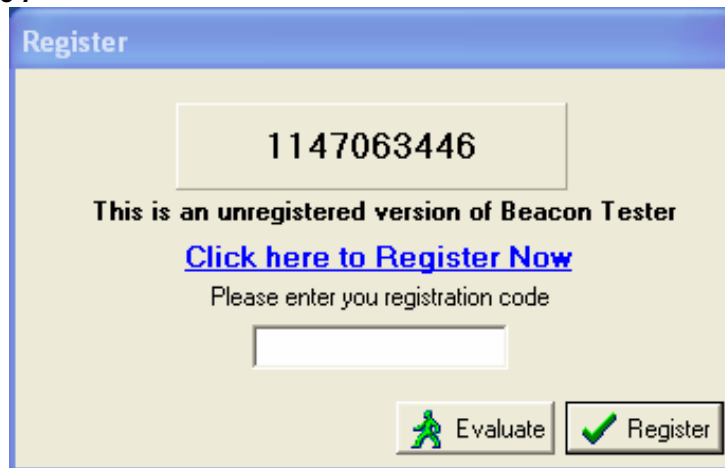 Register
1147063446
This is an unregistered version of Beacon Tester
Click here to Register Now
Please enter you registration code
Evaluate Register